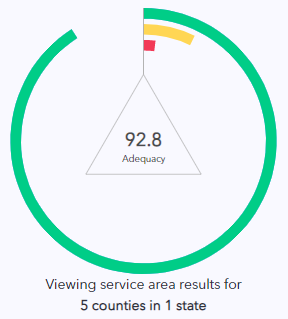 92.8
Adequacy
Viewing service area results for
5 counties in 1 state